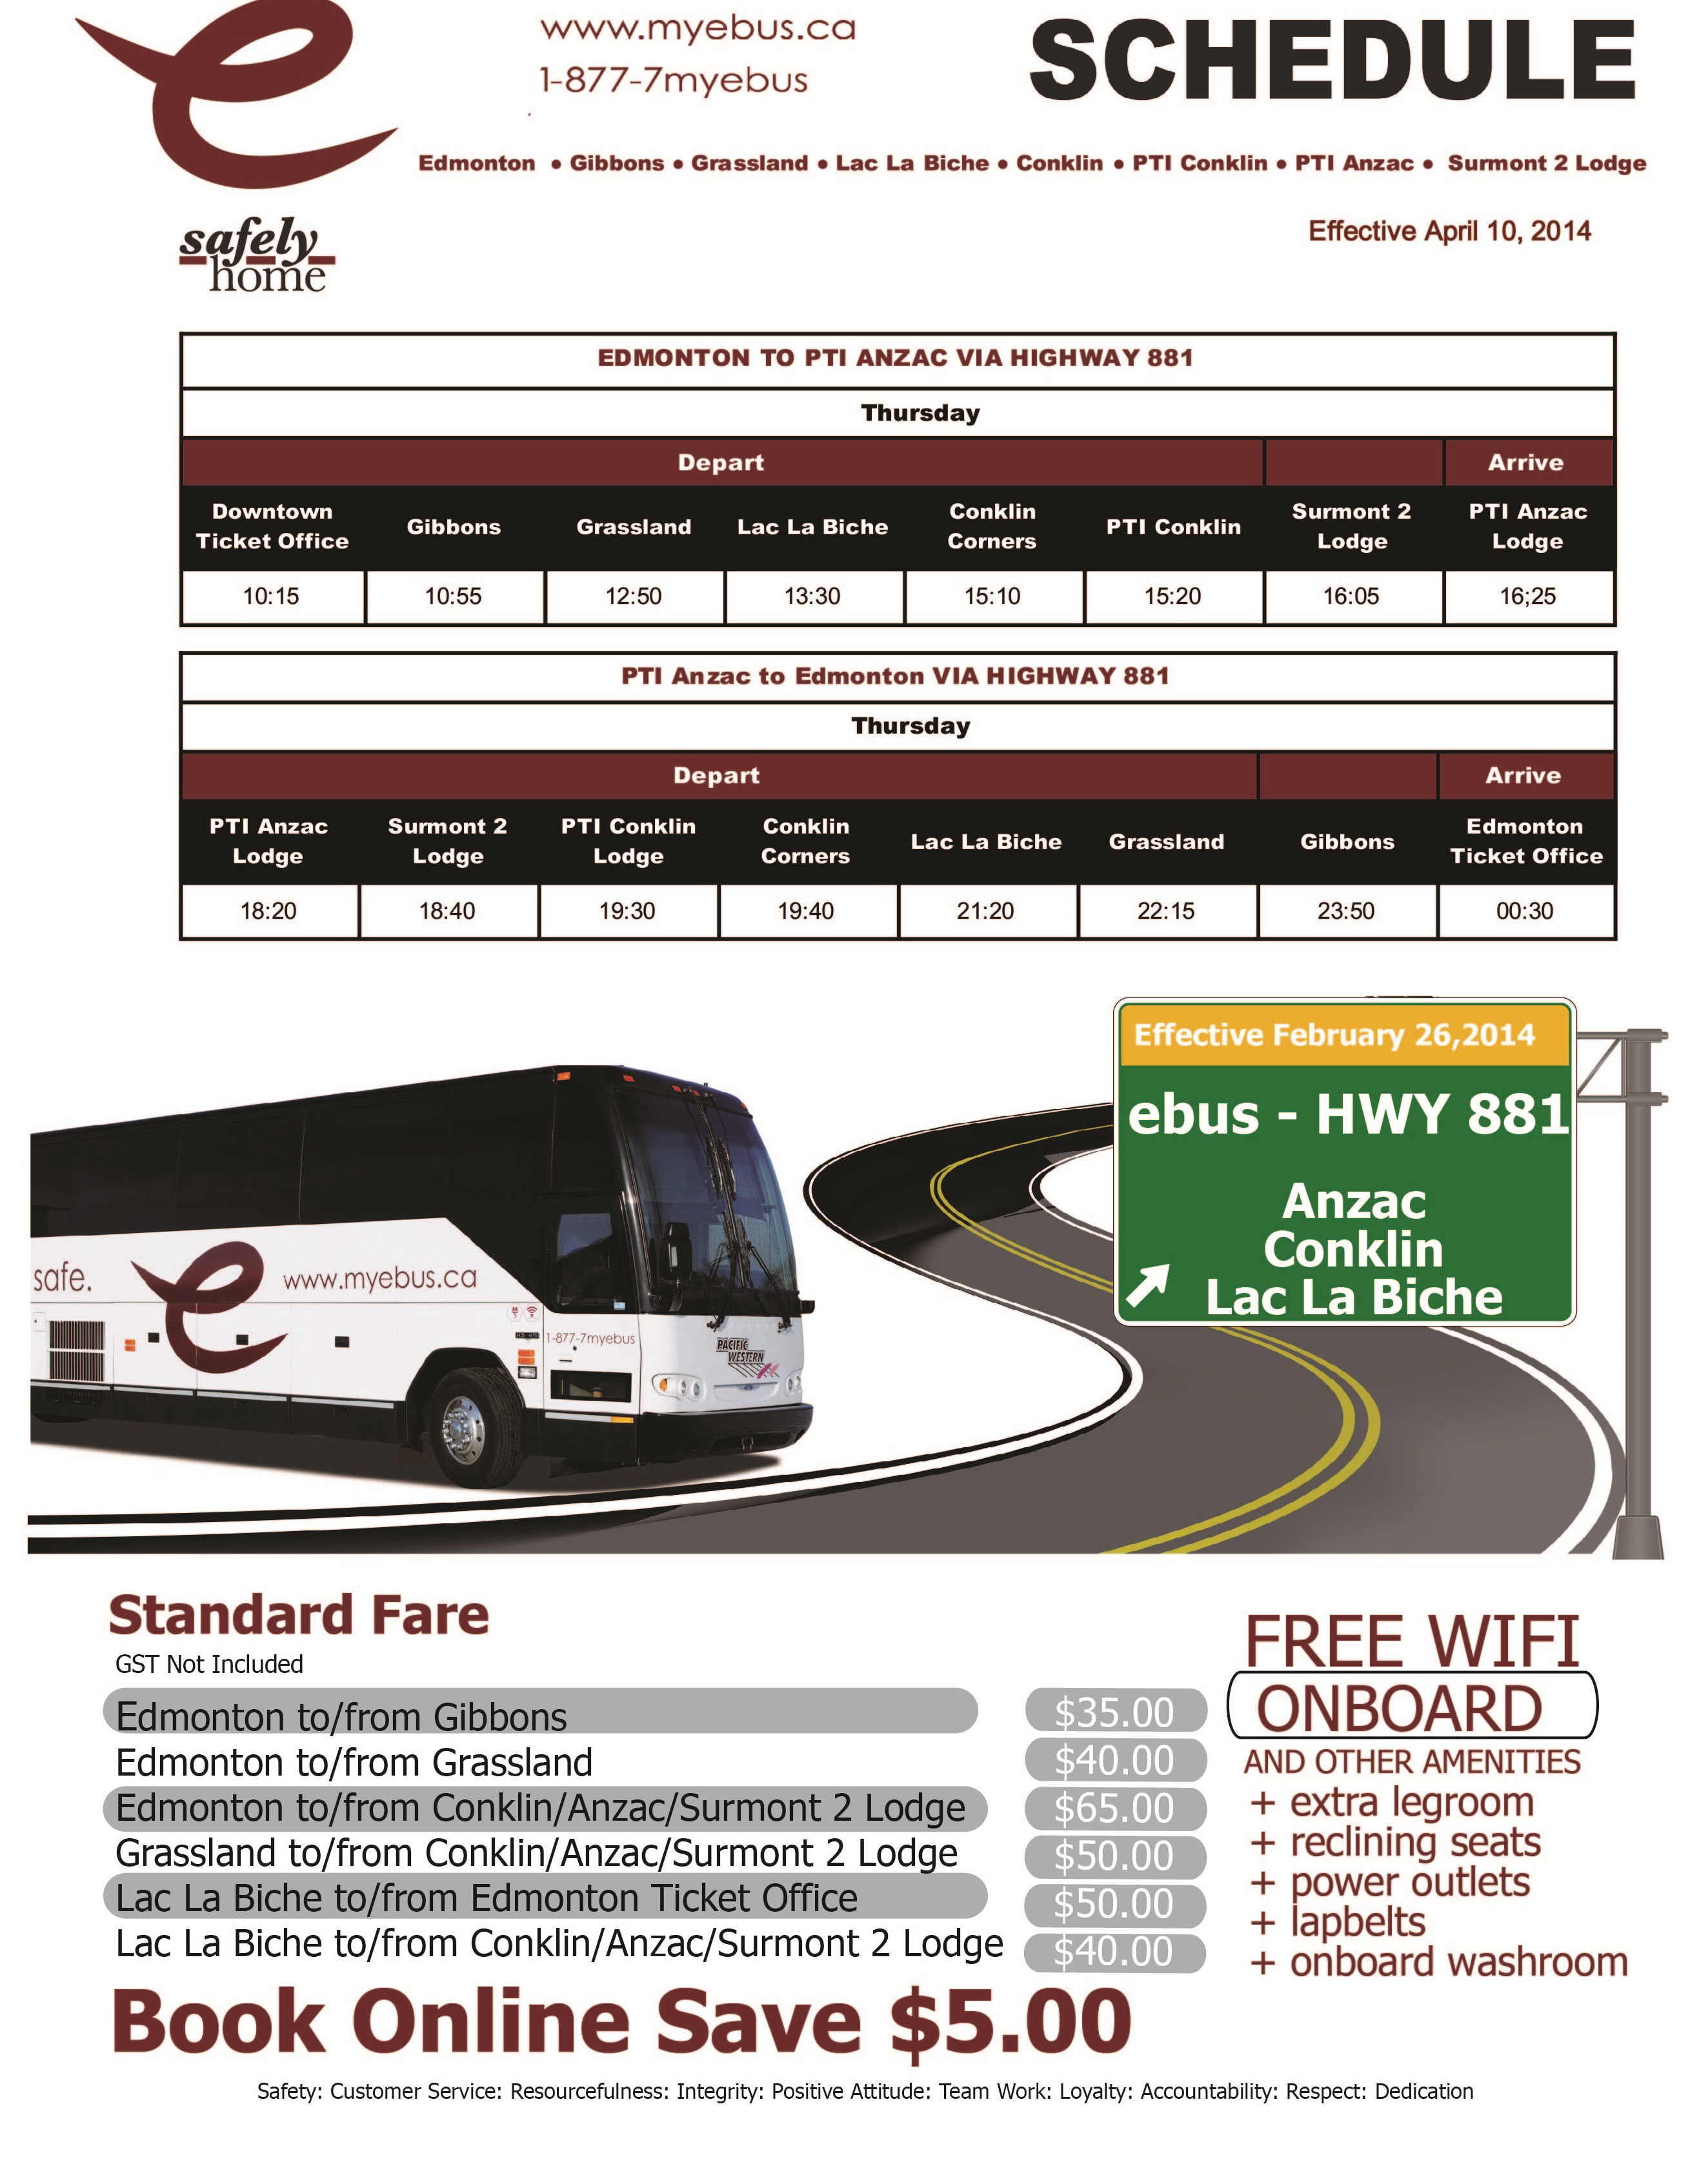 www.myebus.ca
1-877-7myebus
SCHEDULE
Edmonton • Gibbons • Grassland • Lac La Biche • Conklin • PTI Conklin • PTI Anzac • Surmont 2 Lodge
safely
home
Effective April 10, 2014
EDMONTON TO PTI ANZAC VIA HIGHWAY 881
Thursday
Depart Arrive
Downtown Ticket Office Gibbons Grassland Lac La Biche Conklin Corners PTI Conklin Surmont 2 Lodge PTI Anzac Lodge
10:15 10:55 12:50 13:30 15:10 15:20 16:05 16;25
PTI Anzac to Edmonton VIA HIGHWAY 881
Thursday
Depart Arrive
PTI Anzac Lodge Surmont 2 Lodge PTI Conklin Lodge Conklin Corners Lac La Biche Grassland Gibbons Edmonton Ticket Office
18:20 18:40 19:30 19:40 21:20 22:15 23:50 00:30
Effective February 26,2014
ebus - HWY 881
Anzac
Conklin
Lac La Biche
safe.
www.myebus.ca
1-877-7myebus
PACIFIC
WESTERN
Standard Fare
GST Not Included
Edmonton to/from Gibbons $35.00
Edmonton to/from Grassland $40.00
Edmonton to/from Conklin/Anzac/Surmont 2 Lodge $65.00
Grassland to/from Conklin/Anzac/Surmont 2 Lodge $50.00
Lac La Biche to/from Edmonton Ticket Office $50.00
Lac La Biche to/from Conklin/Anzac/Surmont 2 Lodge $40.00
FREE WIFI
ONBOARD
AND OTHER AMENITIES
+ extra legroom
+ reclining seats
+ power outlets
+ lapbelts
+ onboard washroom
Book Online Save $5.00
Safety: Customer Service: Resourcefulness: Integrity: Positive Attitude: Team Work: Loyalty: Accountability: Respect: Dedication